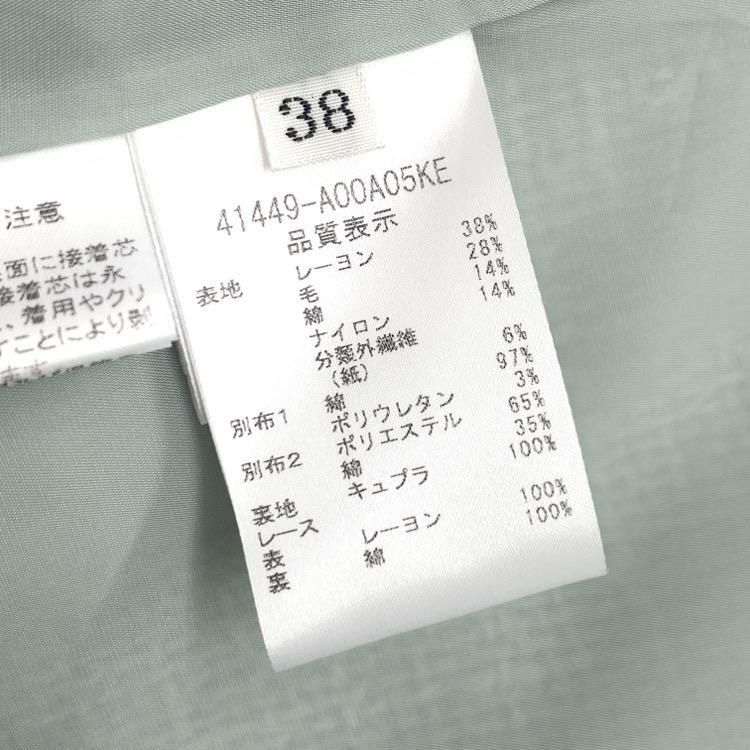 38
41449-A00A05KE
品質表示
表地 レーヨン 38%
毛 28%
綿 14%
ナイロン 14%
分類外繊維
(紙) 6%
別布1 綿 97%
ポリウレタン 3%
別布2 ポリエステル 65%
綿 35%
裏地 キュプラ 100%
レース
表 レーヨン 100%
裏 綿 100%
注意
面に接着芯
接着芯は永
、着用やクリ
ことにより剥